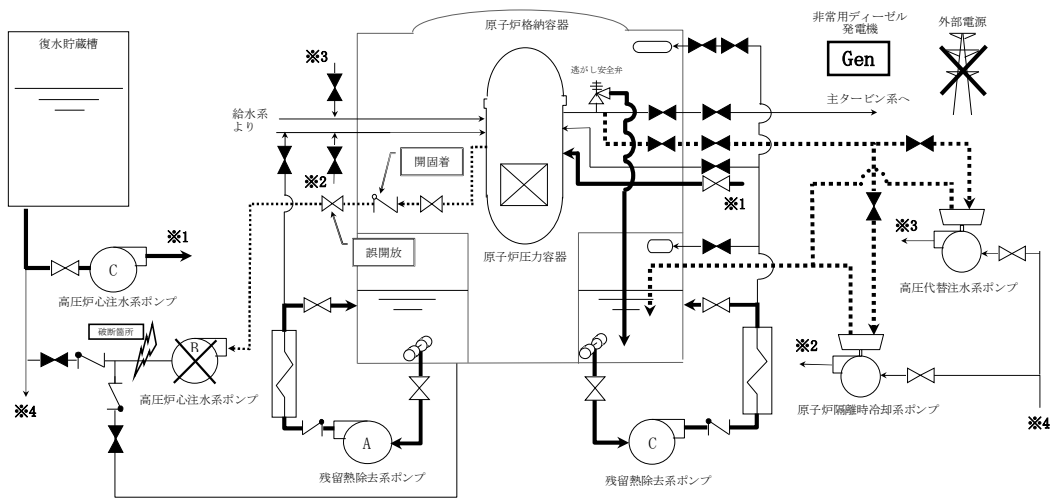 復水貯蔵槽
※3
給水系
より
※2
開固着
誤開放
※1
C
高圧炉心注水系ポンプ
破断箇所
B
高圧炉心注水系ポンプ
※4
原子炉格納容器
逃がし安全弁
原子炉圧力容器
※1
A
残留熱除去系ポンプ
C
残留熱除去系ポンプ
非常用ディーゼル
発電機
Gen
外部電源
主タービン系へ
※3
高圧代替注水系ポンプ
※2
原子炉隔離時冷却系ポンプ
※4